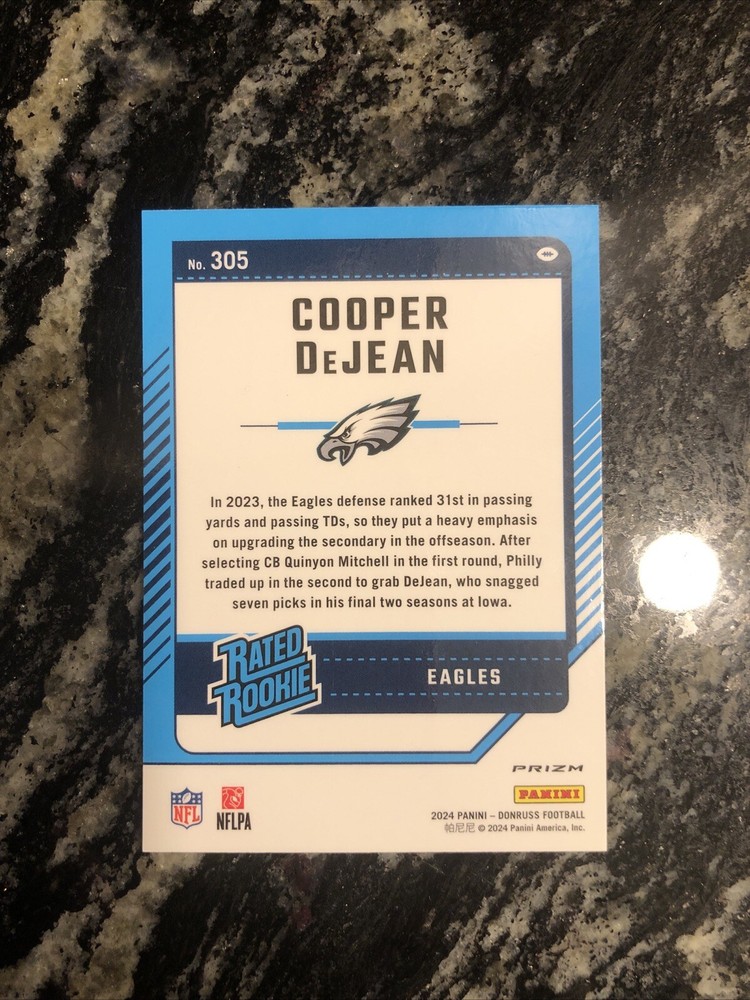 No. 305
COOPER
DEJEAN
In 2023, the Eagles defense ranked 31st in passing
yards and passing TDs, so they put a heavy emphasis
on upgrading the secondary in the offseason. After
selecting CB Quinyon Mitchell in the first round, Philly
traded up in the second to grab DeJean, who snagged
seven picks in his final two seasons at Iowa.
RATED
ROOKIE
EAGLES
PRIZM
PANINI
NFL
NFLPA
2024 PANINI – DONRUSS FOOTBALL
帕尼尼 © 2024 Panini America, Inc.